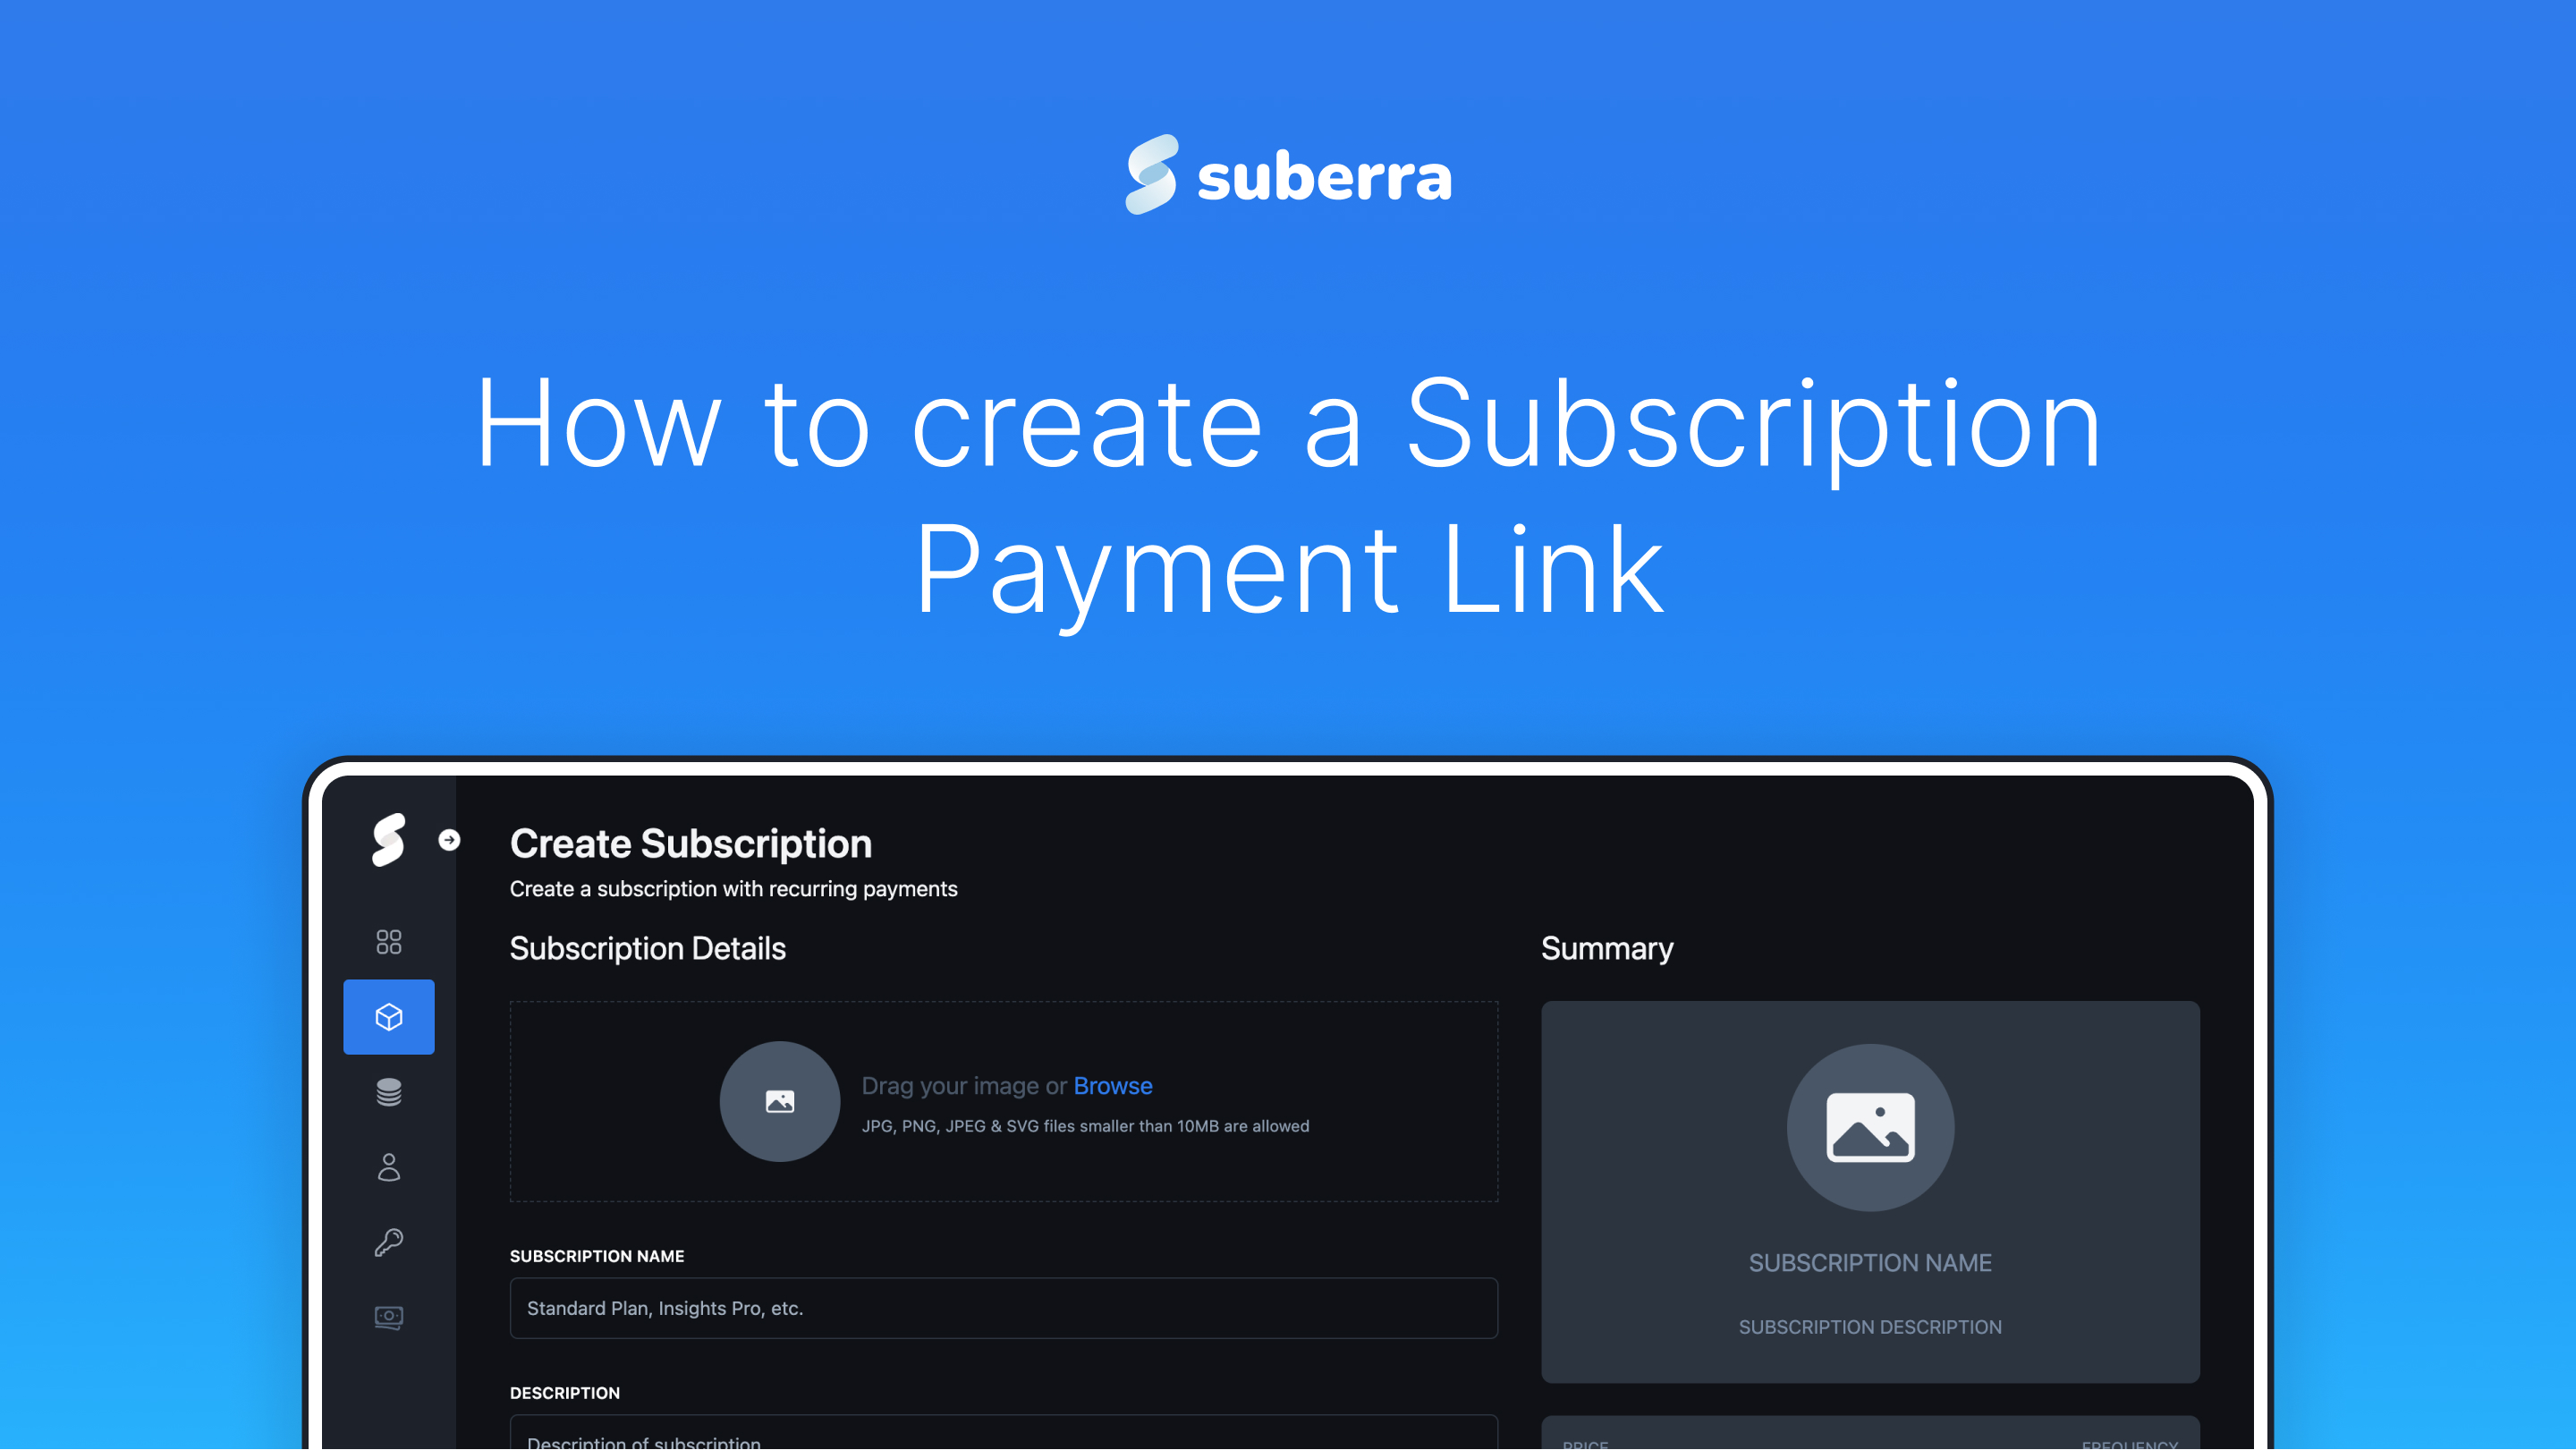 suberra
How to create a Subscription
Payment Link
Create Subscription
Create a subscription with recurring payments
Subscription Details
Summary
Drag your image or Browse
JPG, PNG, JPEG & SVG files smaller than 10MB are allowed
SUBSCRIPTION NAME
Standard Plan, Insights Pro, etc.
DESCRIPTION
Description of subscription
SUBSCRIPTION NAME
SUBSCRIPTION DESCRIPTION
PRICE
FREQUENCY